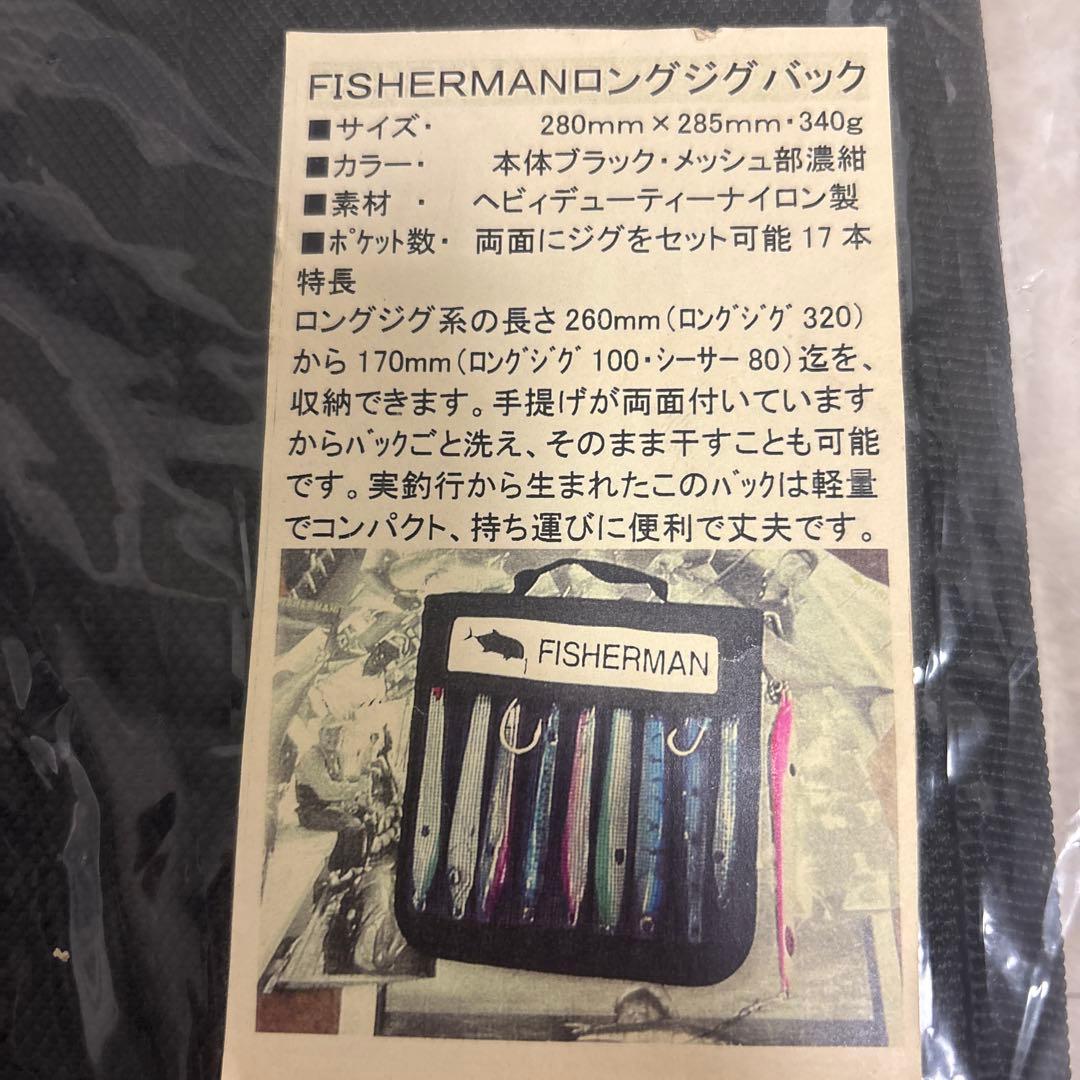 FISHERMANロングジグバック
■サイズ・ 280mm×285mm・340g
■カラー・ 本体ブラック・メッシュ部濃紺
■素材 ・ ヘビィデューティーナイロン製
■ﾎﾟｹｯﾄ数・ 両面にジグをセット可能17本
特長
ロングジグ系の長さ260mm(ﾛﾝｸﾞｼﾞｸﾞ320)
から170mm(ﾛﾝｸﾞｼﾞｸﾞ100・シーサー80)迄を、
収納できます。手提げが両面付いています
からﾊﾞｯｸごと洗え、そのまま干すことも可能
です。実釣行から生まれたこのﾊﾞｯｸは軽量
でコンパクト、持ち運びに便利で丈夫です。
FISHERMAN
FISHERMAN